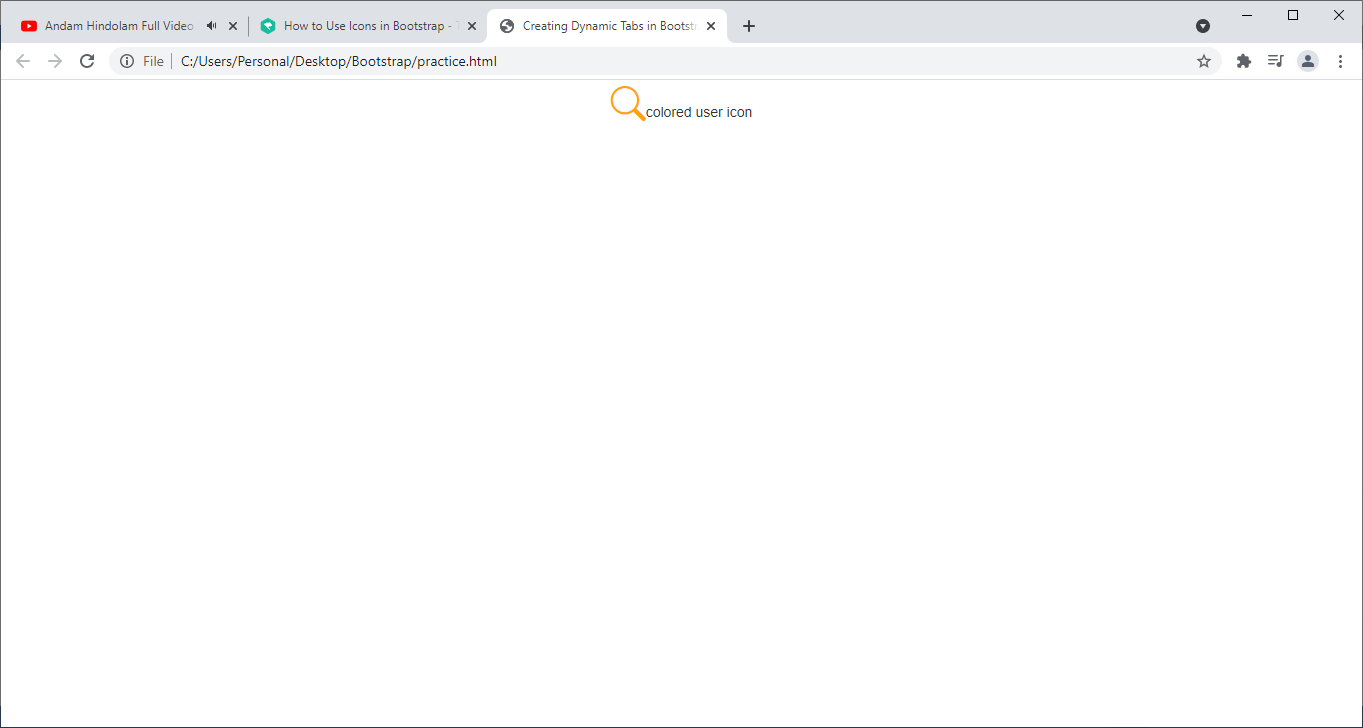 Andam Hindolam Full Video
How to Use Icons in Bootstrap -
Creating Dynamic Tabs in Bootstr
File
C:/Users/Personal/Desktop/Bootstrap/practice.html
colored user icon